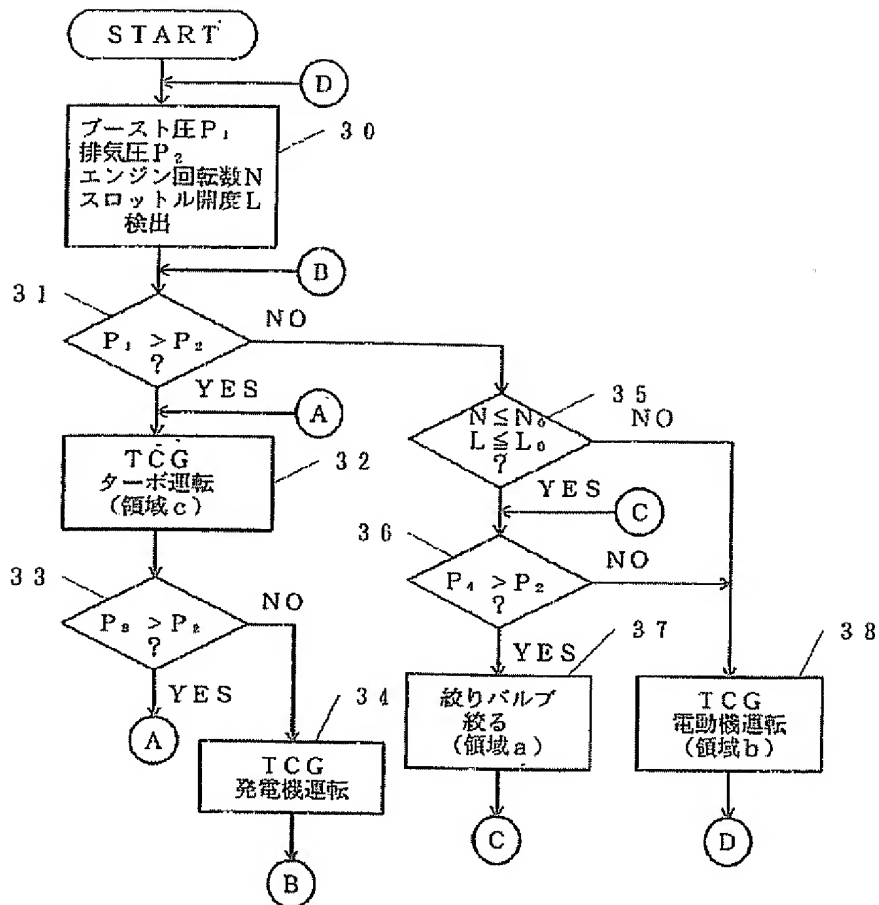 START
D
ブースト圧P₁
排気圧P₂
エンジン回転数N
スロットル開度L
検出
30
B
31
P₁ > P₂
?
NO
YES
A
TCG
ターボ運転
(領域c)
32
33
P₃ > P₂
?
NO
YES
A
34
TCG
発電機運転
B
35
N ≦ N₀
L ≦ L₀
?
NO
YES
C
36
P₄ > P₂
?
NO
YES
37
絞りバルブ
絞る
(領域a)
C
38
TCG
電動機運転
(領域b)
D